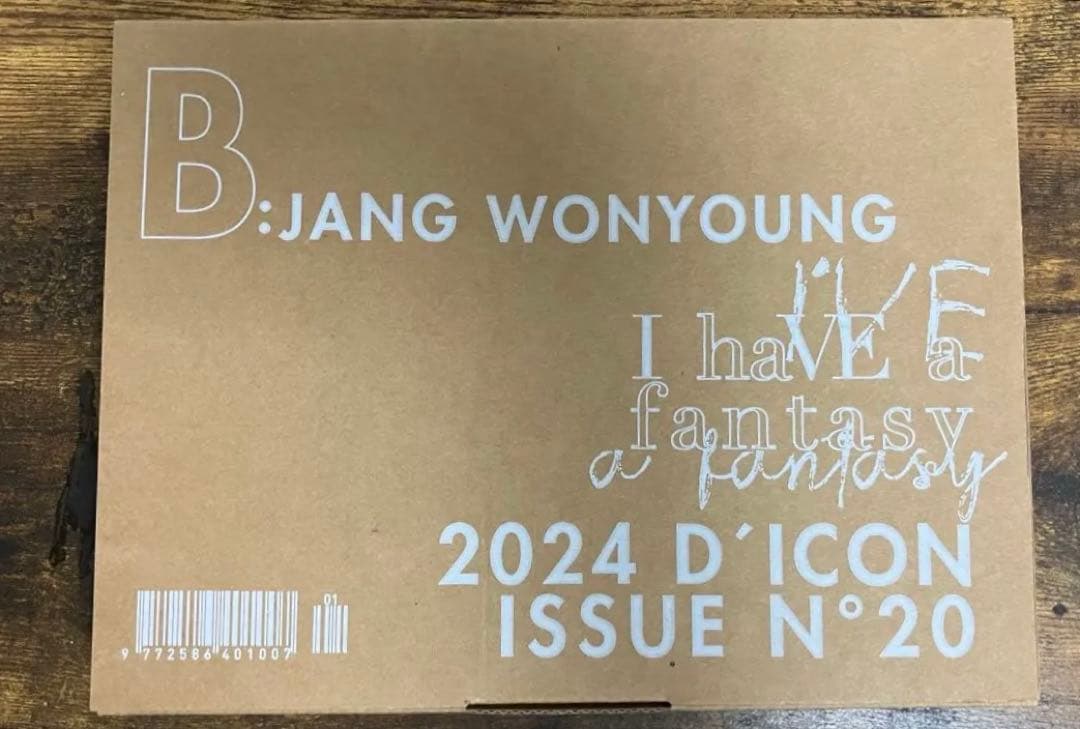 B:JANG WONYOUNG
I'VE
I haVE a
fantasy
a fantasy
2024 D'ICON
ISSUE N°20
01
9 772586 401007